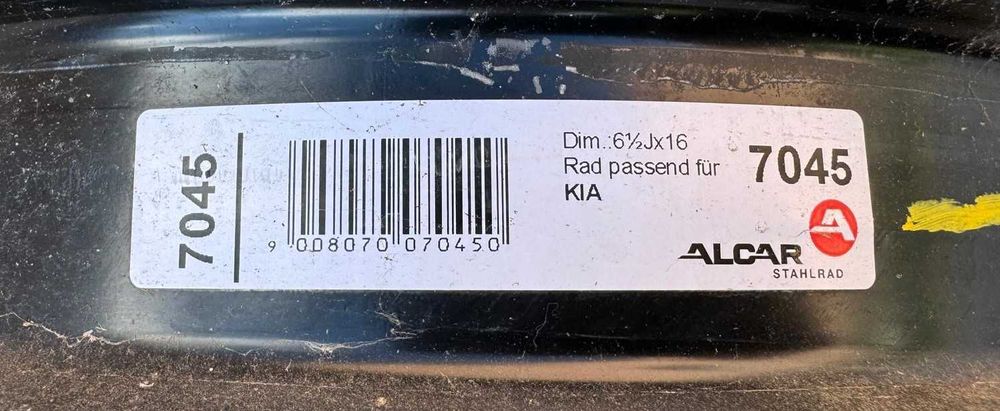 7045
9 008070 070450
Dim.:6½Jx16
Rad passend für
KIA
7045
ALCAR
A
STAHLRAD